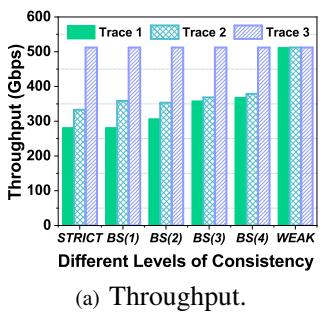 600
500
400
300
200
100
0
Throughput (Gbps)
Trace 1 Trace 2 Trace 3
STRICT BS(1) BS(2) BS(3) BS(4) WEAK
Different Levels of Consistency
(a) Throughput.